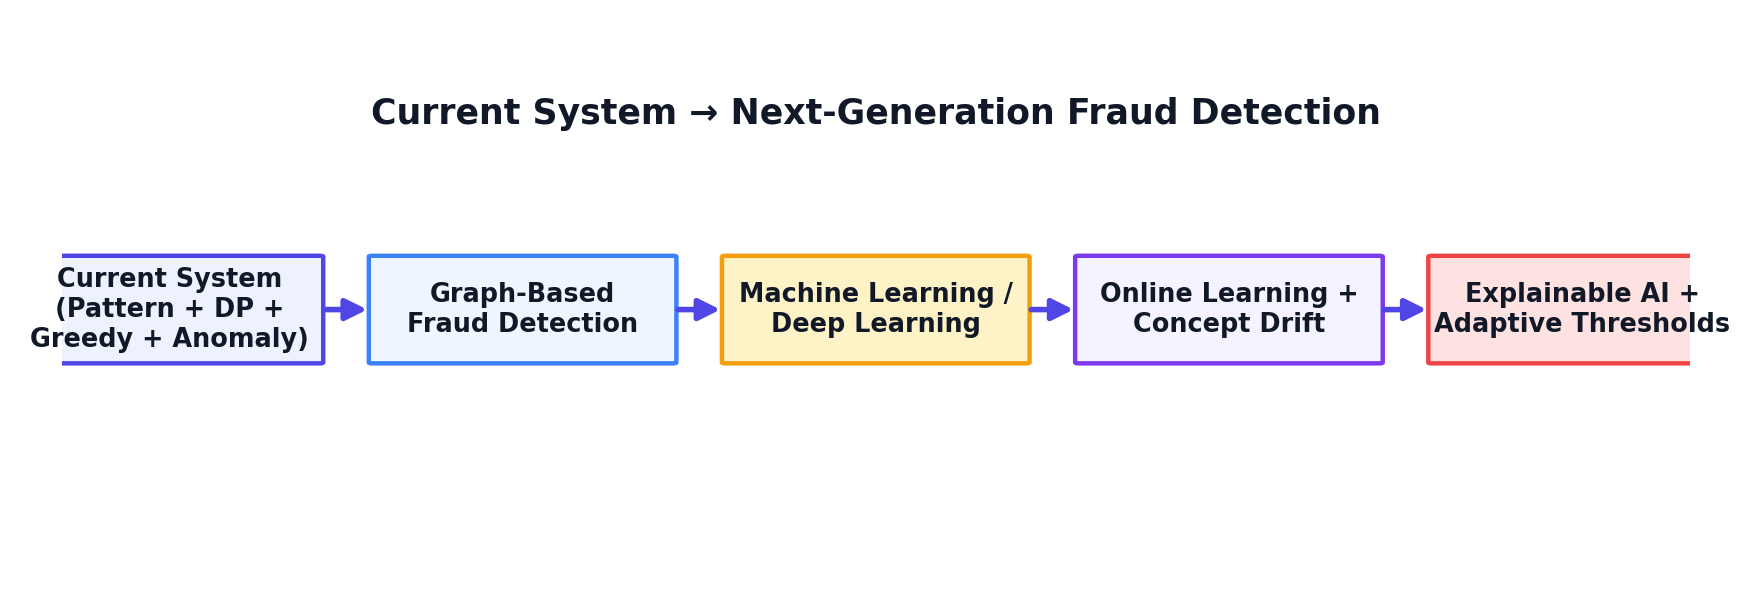 Current System → Next-Generation Fraud Detection
Current System
(Pattern + DP +
Greedy + Anomaly)
Graph-Based
Fraud Detection
Machine Learning /
Deep Learning
Online Learning +
Concept Drift
Explainable AI +
Adaptive Thresholds